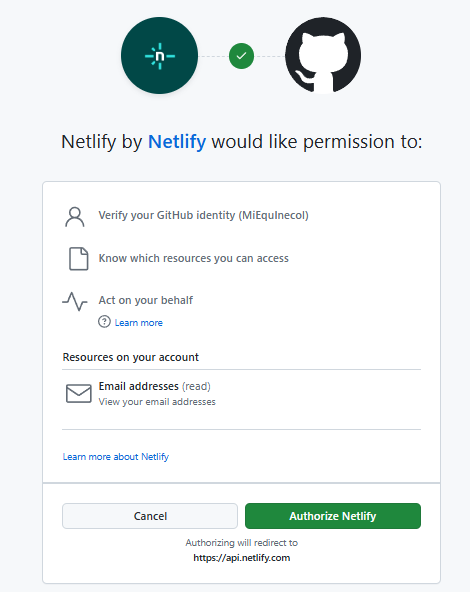 n
Netlify by Netlify would like permission to:
Verify your GitHub identity (MiEquInecol)
Know which resources you can access
Act on your behalf
Learn more
Resources on your account
Email addresses (read)
View your email addresses
Learn more about Netlify
Cancel
Authorize Netlify
Authorizing will redirect to
https://api.netlify.com